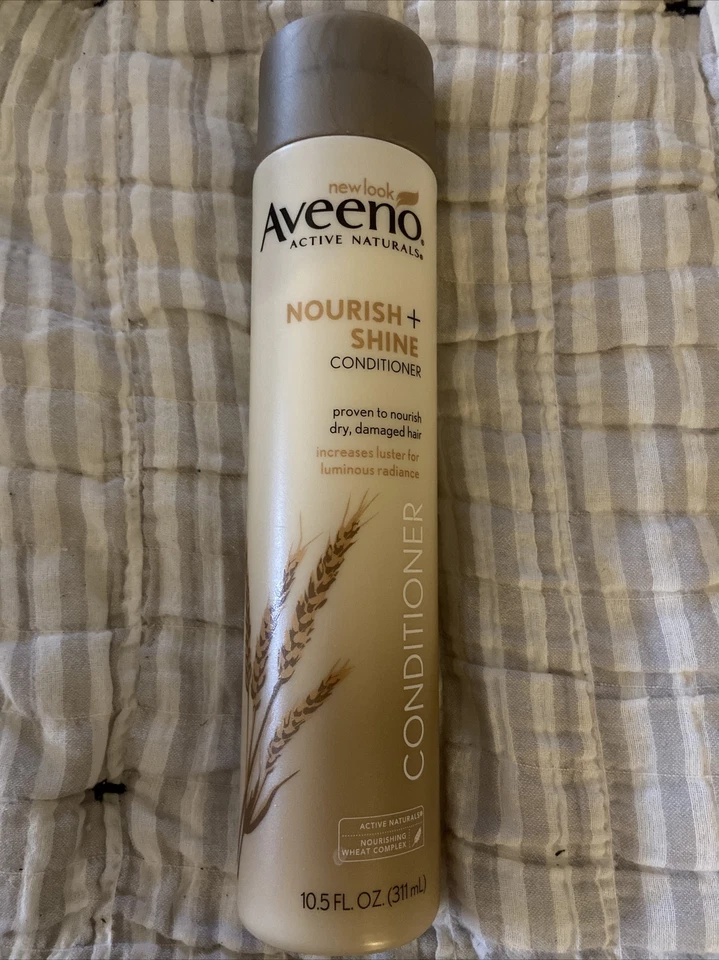 new look
Aveeno®
ACTIVE NATURALS®
NOURISH +
SHINE
CONDITIONER
proven to nourish
dry, damaged hair
increases luster for
luminous radiance
CONDITIONER
ACTIVE NATURALS®
NOURISHING
WHEAT COMPLEX
10.5 FL. OZ. (311 mL)